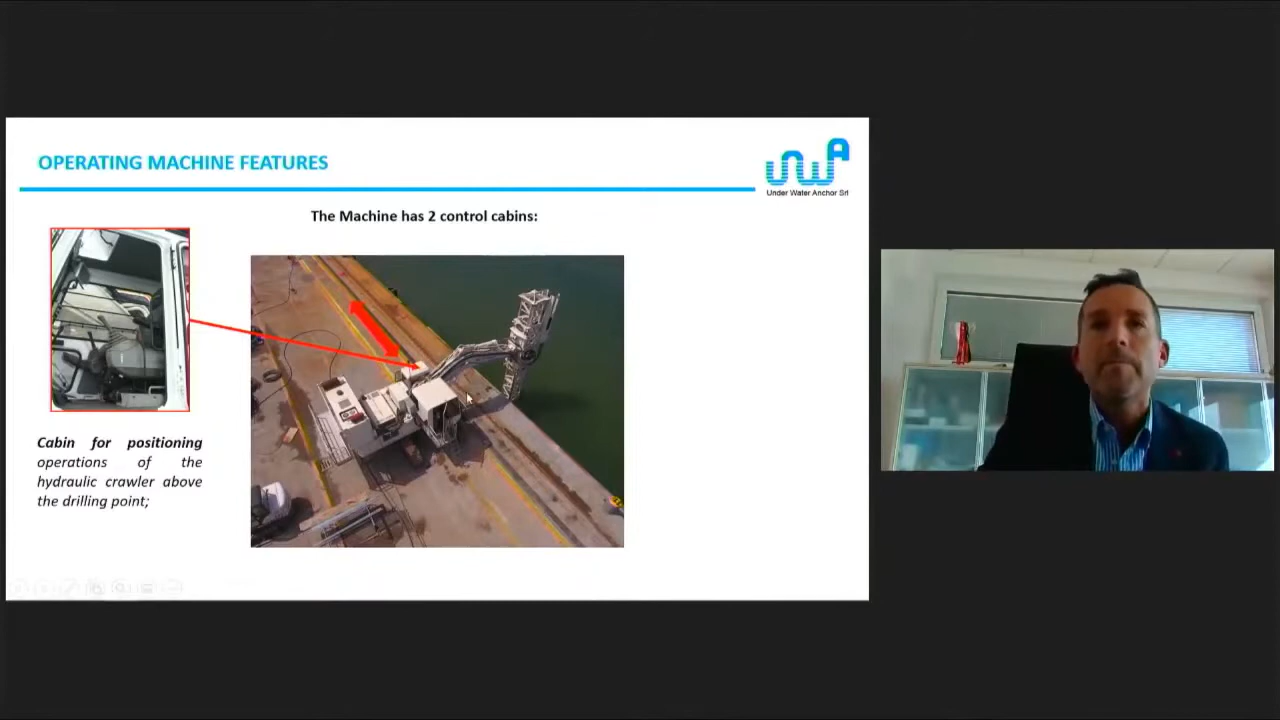 OPERATING MACHINE FEATURES
UWA
Under Water Anchor Srl
The Machine has 2 control cabins:
Cabin for positioning
operations of the
hydraulic crawler above
the drilling point;